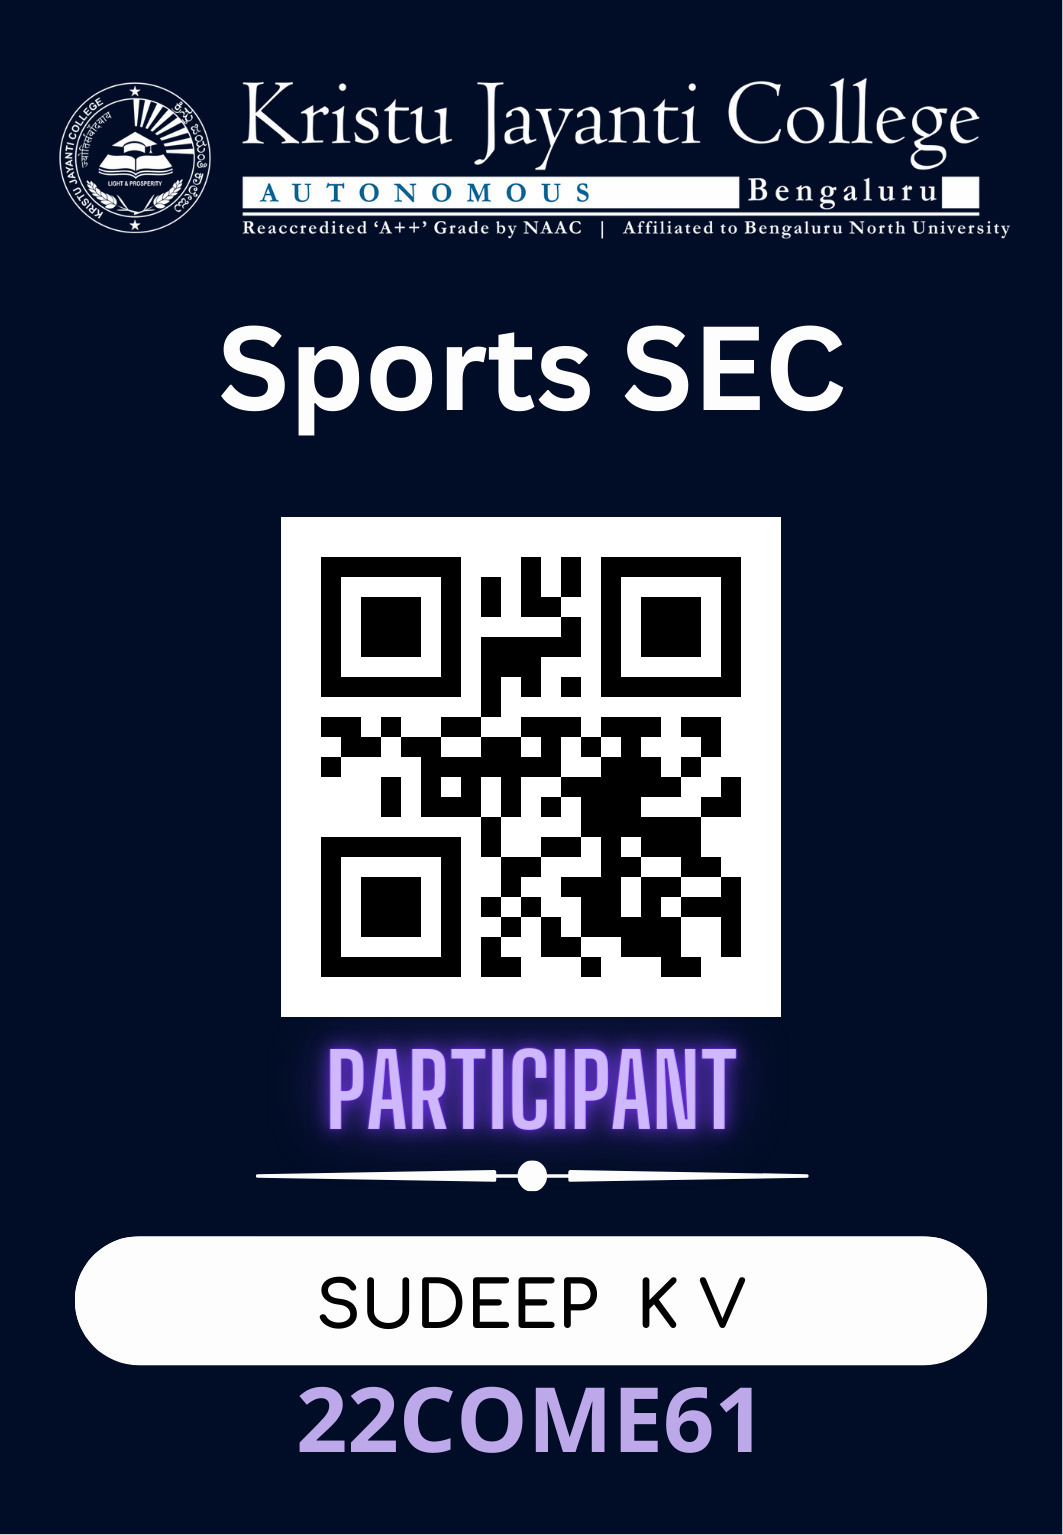 Kristu Jayanti College
AUTONOMOUS Bengaluru
Reaccredited ‘A++’ Grade by NAAC | Affiliated to Bengaluru North University
KRISTU JAYANTI COLLEGE
LIGHT & PROSPERITY
Sports SEC
PARTICIPANT
SUDEEP K V
22COME61